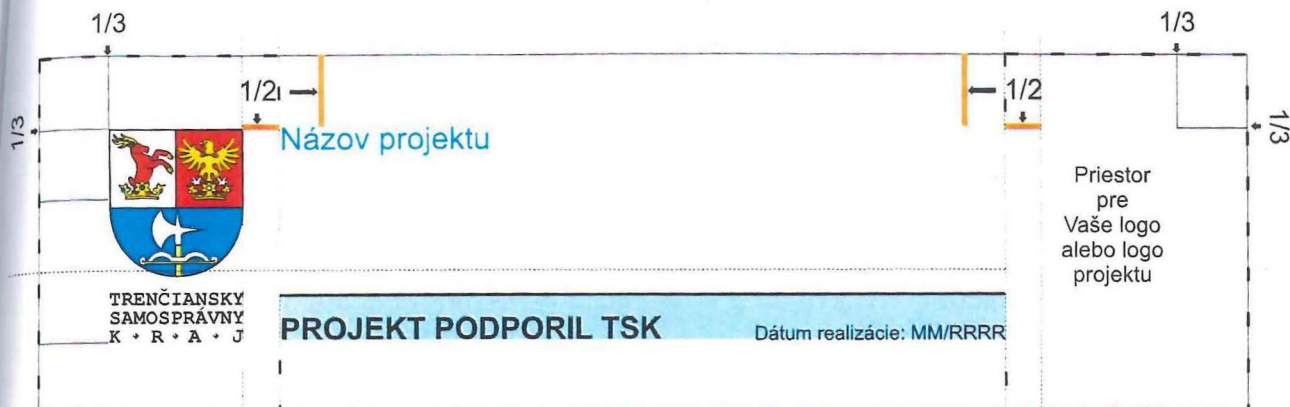 1/3
1/3
1/2
1/2
1/3
1/3
Názov projektu
Priestor
pre
Vaše logo
alebo logo
projektu
TRENČIANSKY
SAMOSPRÁVNY
K • R • A • J
PROJEKT PODPORIL TSK
Dátum realizácie: MM/RRRR